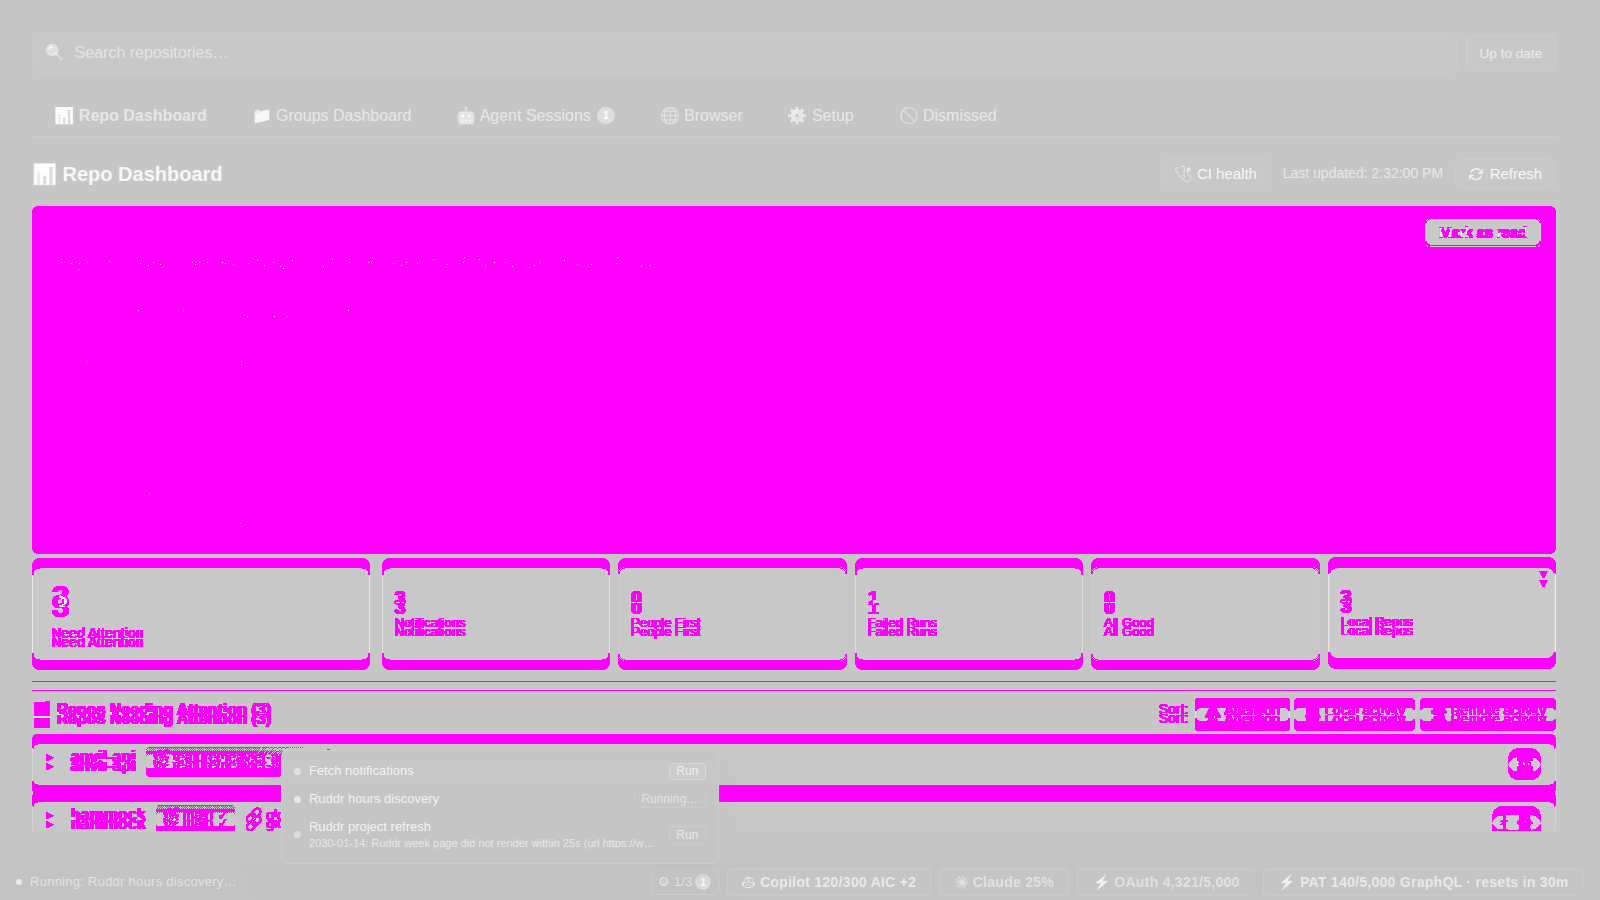 🔍 Search repositories…
Up to date
📊 Repo Dashboard
📁 Groups Dashboard
🤖 Agent Sessions 1
🌐 Browser
⚙️ Setup
🚫 Dismissed
📊 Repo Dashboard
🩺 CI health
Last updated: 2:32:00 PM
Refresh
Mark as read
3
Need Attention
3
Notifications
0
People First
1
Failed Runs
0
All Good
3
Local Repos
Repos Needing Attention (3)
Sort:
hammock
Fetch notifications
Run
Ruddr hours discovery
Running…
Ruddr project refresh
Run
2030-01-14: Ruddr week page did not render within 25s (url https://w…
Running: Ruddr hours discovery…
⚙ 1/3 1
Copilot 120/300 AIC +2
Claude 25%
⚡ OAuth 4,321/5,000
⚡ PAT 140/5,000 GraphQL · resets in 30m